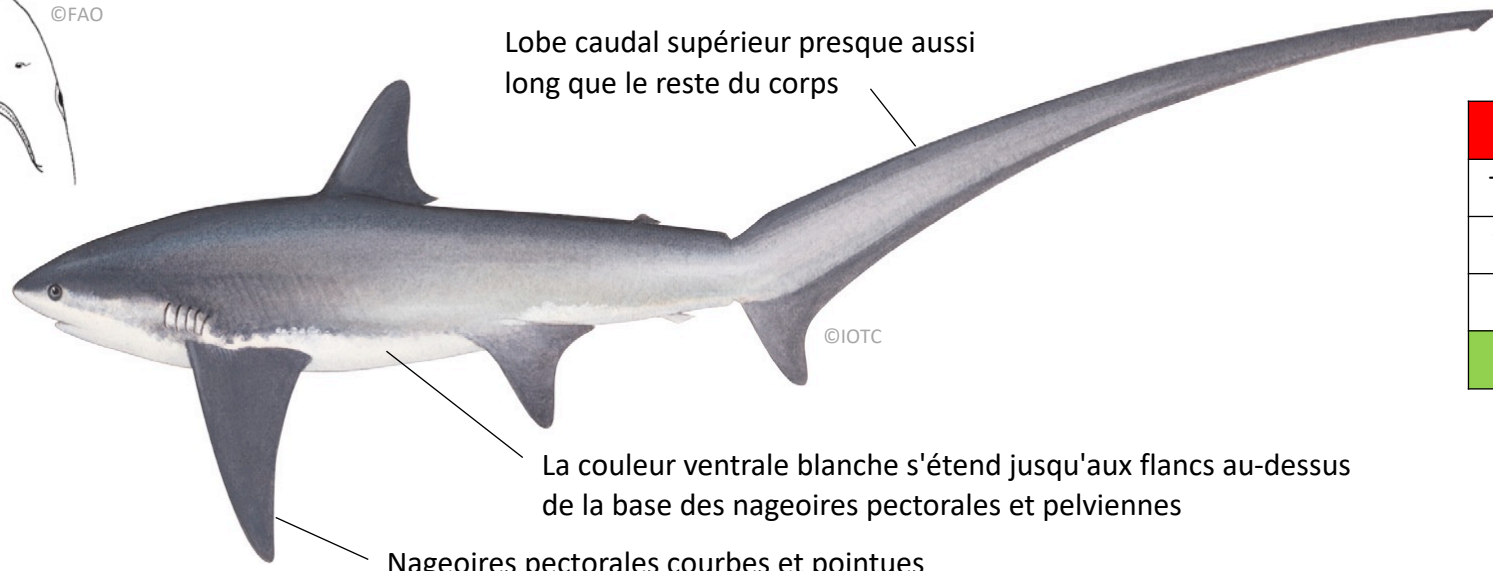 ©FAO
Lobe caudal supérieur presque aussi
long que le reste du corps
©IOTC
La couleur ventrale blanche s'étend jusqu'aux flancs au-dessus
de la base des nageoires pectorales et pelviennes
Nageoires pectorales courbes et pointues